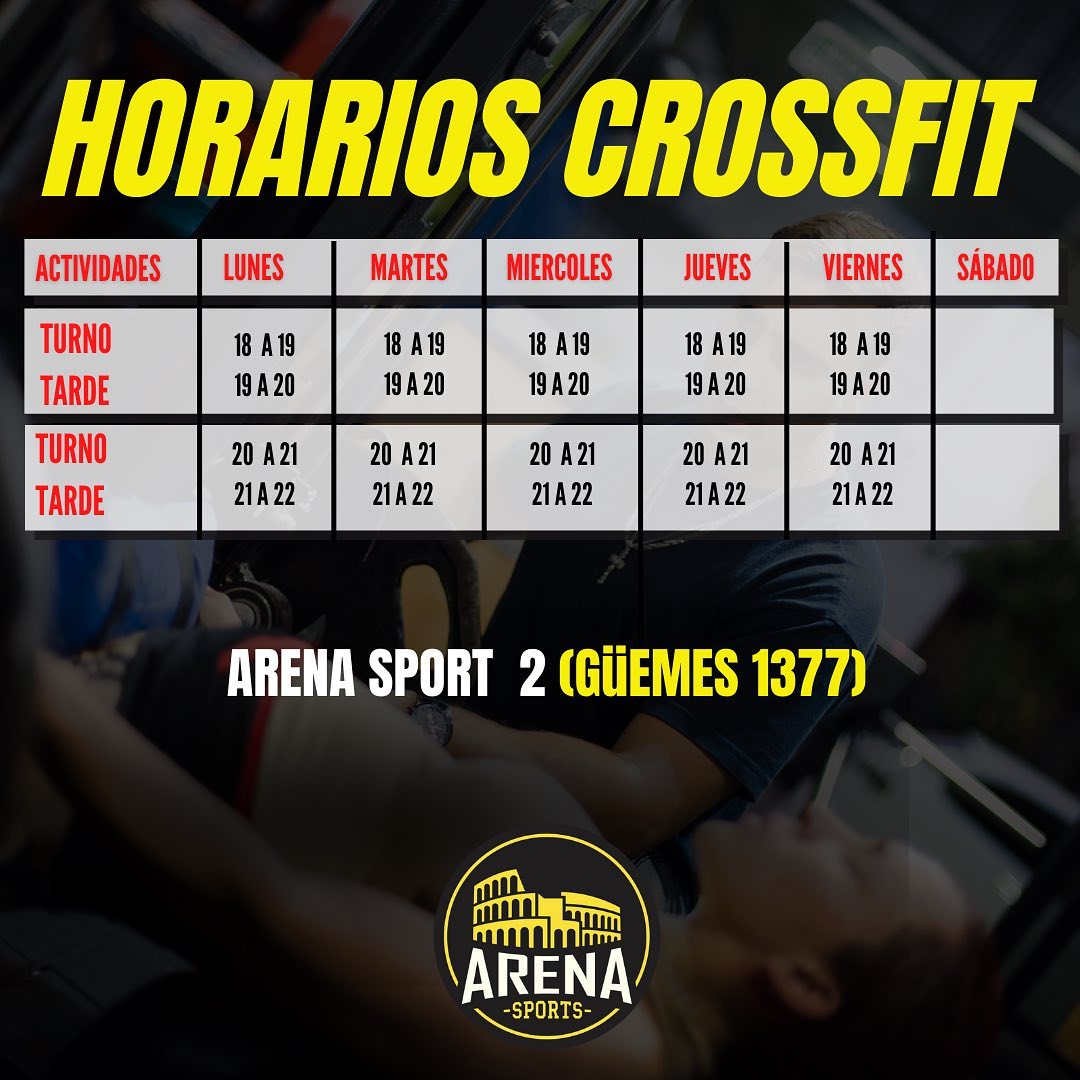 HORARIOS CROSSFIT
ACTIVIDADES LUNES MARTES MIERCOLES JUEVES VIERNES SÁBADO
TURNO TARDE
18 A 19 18 A 19 18 A 19 18 A 19 18 A 19
19 A 20 19 A 20 19 A 20 19 A 20 19 A 20
TURNO TARDE
20 A 21 20 A 21 20 A 21 20 A 21 20 A 21
21 A 22 21 A 22 21 A 22 21 A 22 21 A 22
ARENA SPORT 2 (GüEMES 1377)
ARENA
-SPORTS-